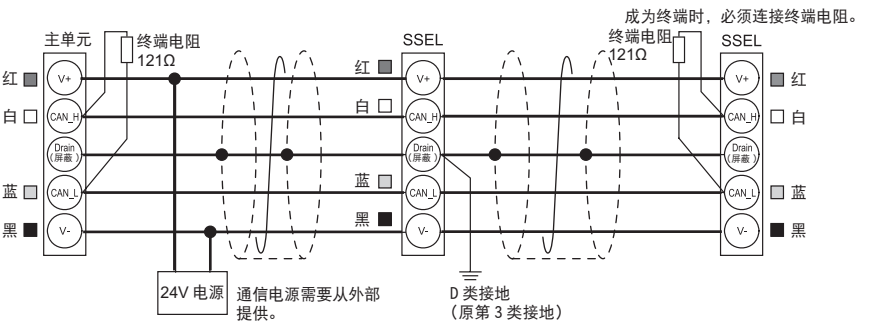 成为终端时，必须连接终端电阻。
主单元
终端电阻
121Ω
SSEL
终端电阻
121Ω
SSEL
红
V+
红
V+
V+
红
白
CAN_H
白
CAN_H
CAN_H
白
Drain
(屏蔽)
Drain
(屏蔽)
Drain
(屏蔽)
蓝
CAN_L
蓝
CAN_L
CAN_L
蓝
黑
V-
黑
V-
V-
黑
24V 电源
通信电源需要从外部
提供。
D 类接地
(原第 3 类接地)